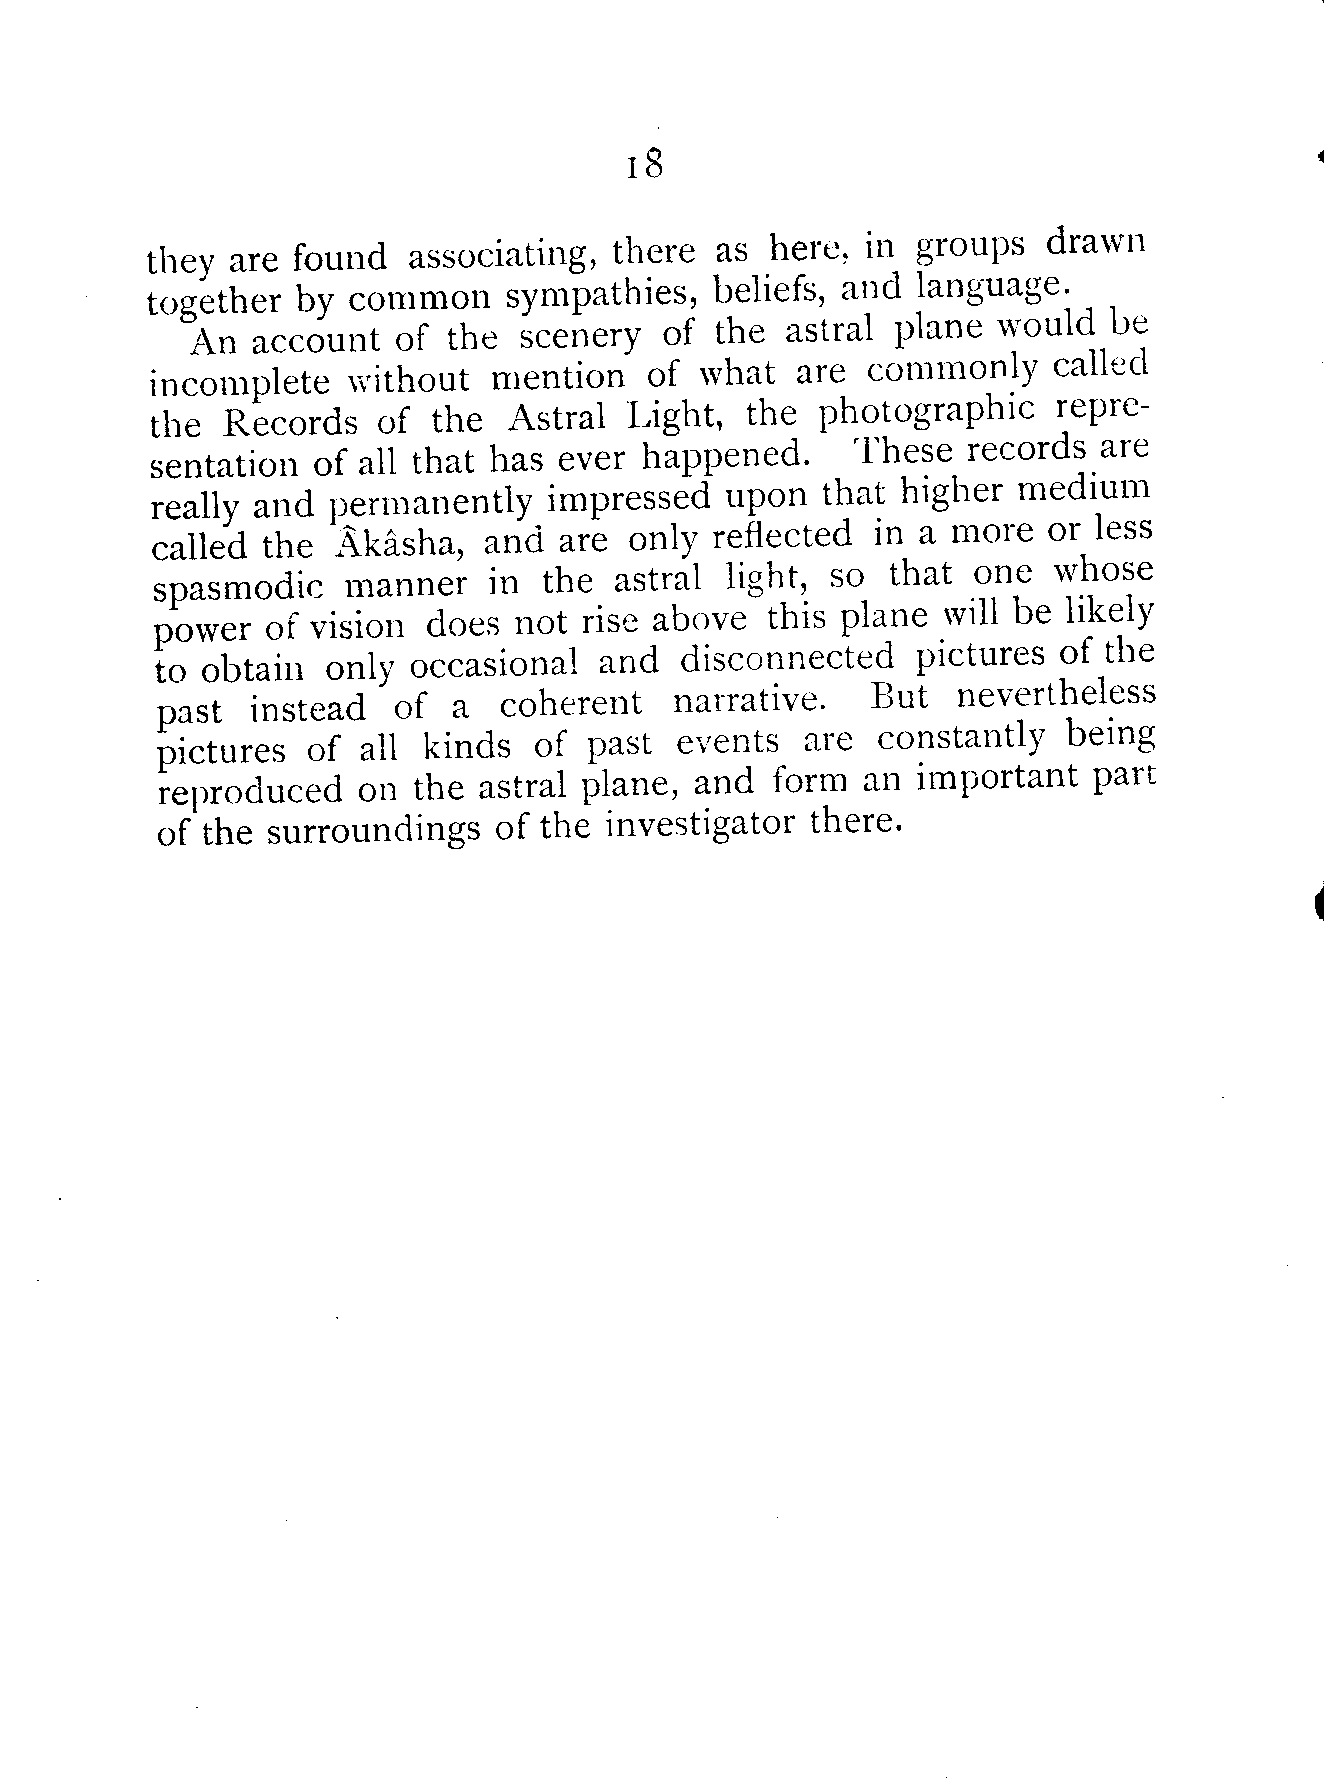 18
they are found associating, there as here, in groups drawn
together by common sympathies, beliefs, and language.
An account of the scenery of the astral plane would be
incomplete without mention of what are commonly called
the Records of the Astral Light, the photographic repre-
sentation of all that has ever happened. These records are
really and permanently impressed upon that higher medium
called the Âkâsha, and are only reflected in a more or less
spasmodic manner in the astral light, so that one whose
power of vision does not rise above this plane will be likely
to obtain only occasional and disconnected pictures of the
past instead of a coherent narrative. But nevertheless
pictures of all kinds of past events are constantly being
reproduced on the astral plane, and form an important part
of the surroundings of the investigator there.